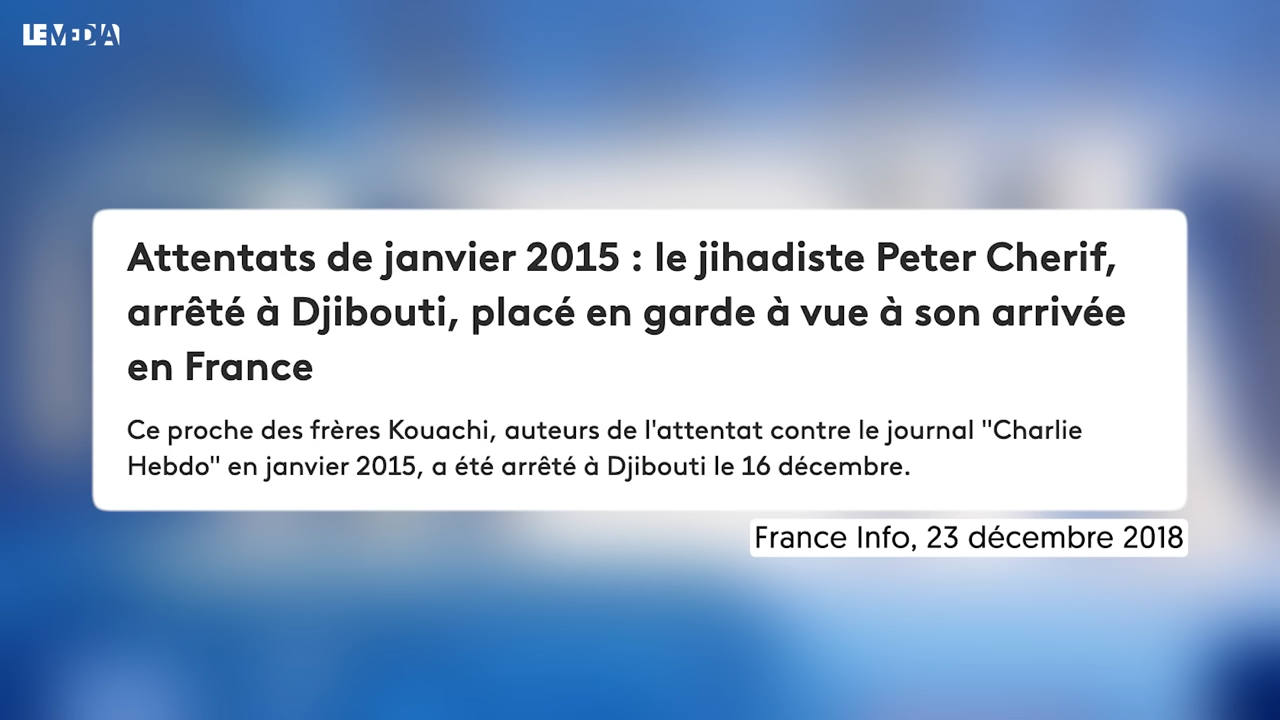 LEMEDIA
Attentats de janvier 2015 : le jihadiste Peter Cherif,
arrêté à Djibouti, placé en garde à vue à son arrivée
en France
Ce proche des frères Kouachi, auteurs de l'attentat contre le journal "Charlie
Hebdo" en janvier 2015, a été arrêté à Djibouti le 16 décembre.
France Info, 23 décembre 2018